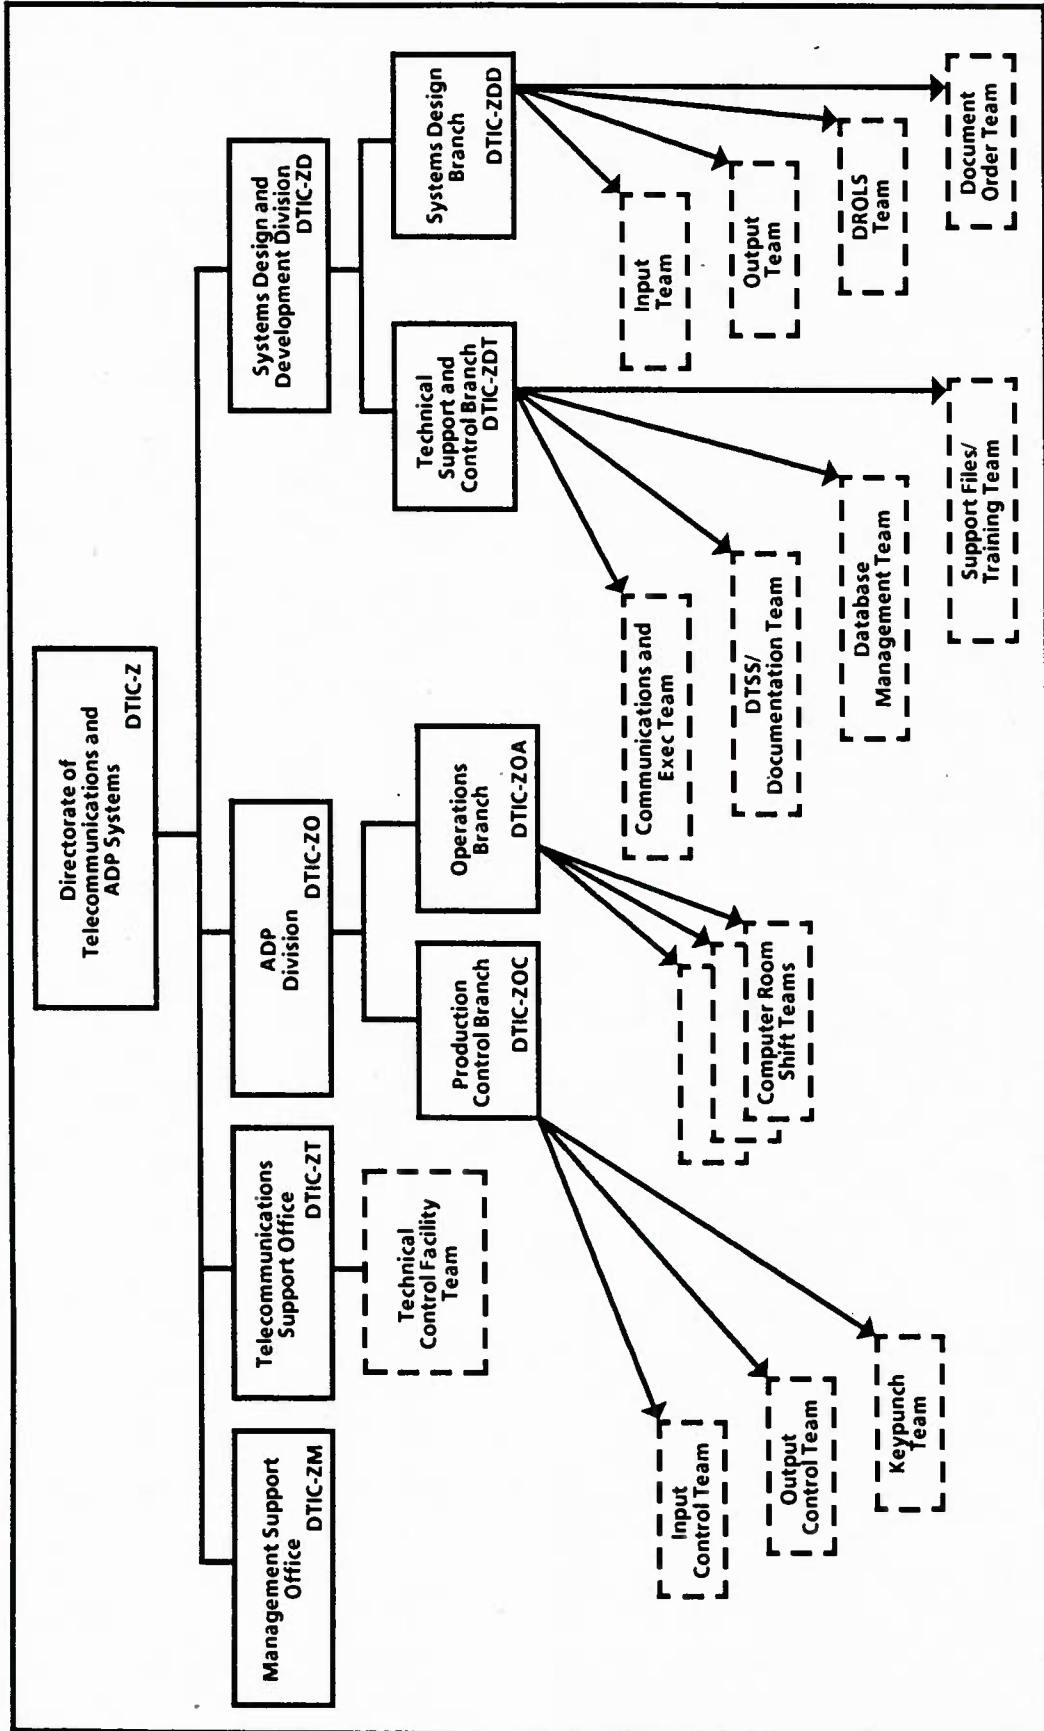 Directorate of
Telecommunications and
ADP Systems
DTIC-Z
Management Support
Office
DTIC-ZM
Telecommunications
Support Office
DTIC-ZT
ADP
Division
DTIC-ZO
Systems Design and
Development Division
DTIC-ZD
Technical
Control Facility
Team
Production
Control Branch
DTIC-ZOC
Operations
Branch
DTIC-ZOA
Technical
Support and
Control Branch
DTIC-ZDT
Systems Design
Branch
DTIC-ZDD
Input
Control Team
Output
Control Team
Keypunch
Team
Computer Room
Shift Teams
Communications and
Exec Team
DTSS/
Documentation Team
Database
Management Team
Support Files/
Training Team
Input
Team
Output
Team
DROLS
Team
Document
Order Team